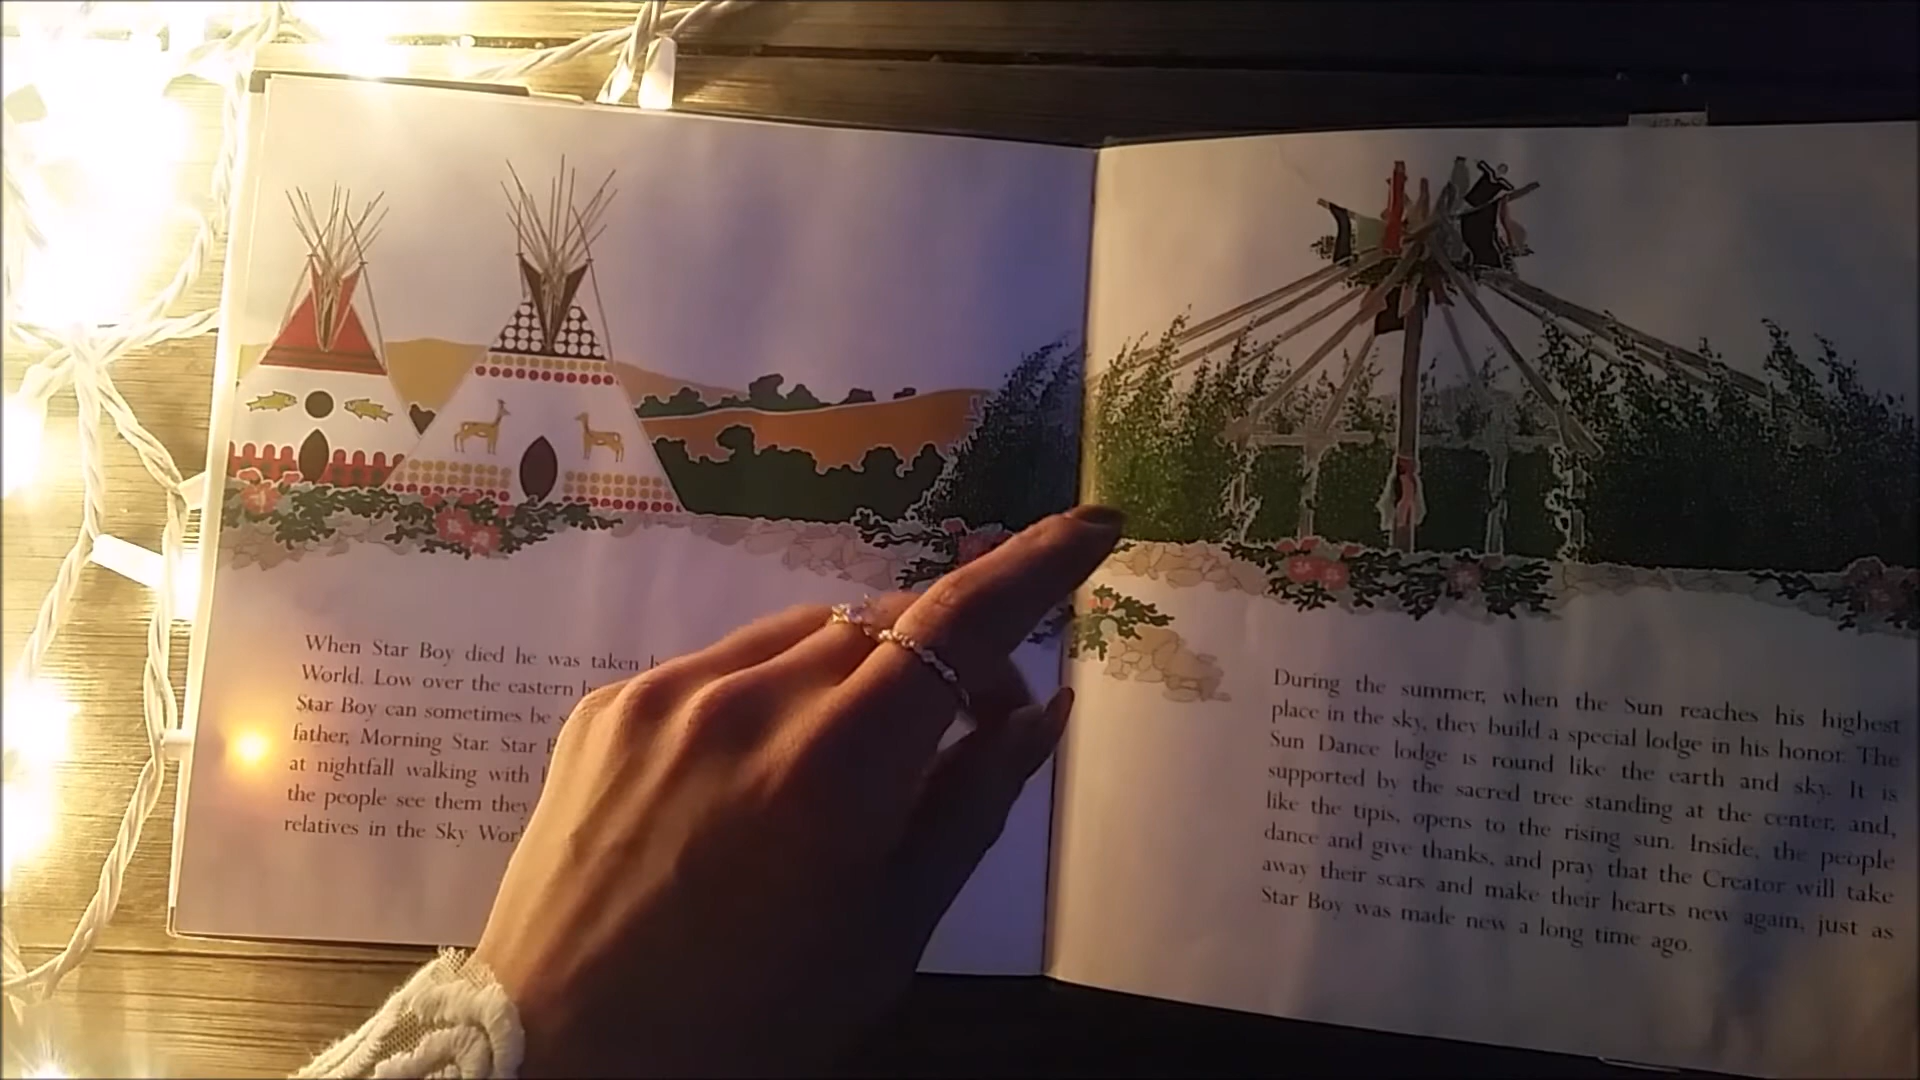 When Star Boy died he was taken
World. Low over the eastern
Star Boy can sometimes be
father, Morning Star. Star
at nightfall walking with
the people see them they
relatives in the Sky
During the summer, when the Sun reaches his highest
place in the sky, they build a special lodge in his honor. The
Sun Dance lodge is round like the earth and sky. It is
supported by the sacred tree standing at the center, and,
like the tipis, opens to the rising sun. Inside, the people
dance and give thanks, and pray that the Creator will take
away their scars and make their hearts new again, just as
Star Boy was made new a long time ago.